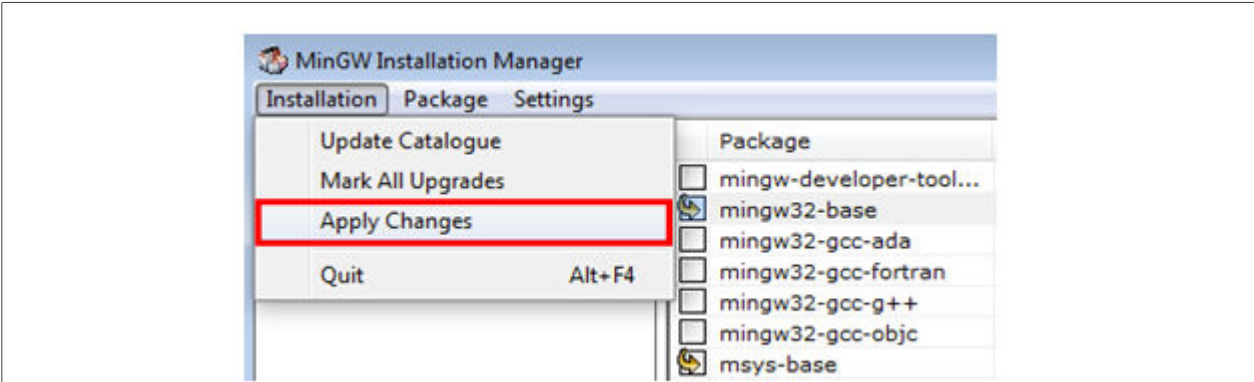 MinGW Installation Manager
Installation Package Settings
Update Catalogue
Mark All Upgrades
Apply Changes
Quit Alt+F4
Package
mingw-developer-tool...
mingw32-base
mingw32-gcc-ada
mingw32-gcc-fortran
mingw32-gcc-g++
mingw32-gcc-objc
msys-base